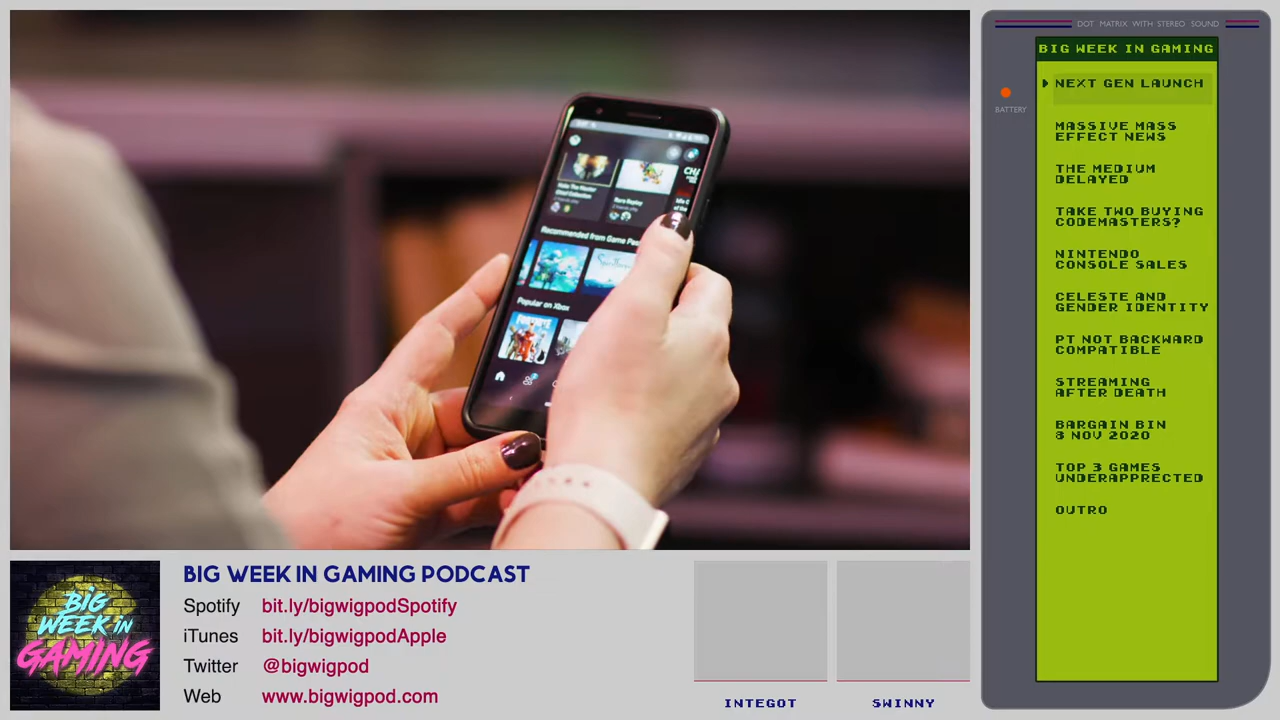 DOT MATRIX WITH STEREO SOUND
BIG WEEK IN GAMING
NEXT GEN LAUNCH
BATTERY
MASSIVE MASS
EFFECT NEWS
THE MEDIUM
DELAYED
TAKE TWO BUYING
CODEMASTERS?
NINTENDO
CONSOLE SALES
CELESTE AND
GENDER IDENTITY
PT NOT BACKWARD
COMPATIBLE
STREAMING
AFTER DEATH
BARGAIN BIN
8 NOV 2020
TOP 3 GAMES
UNDERAPPRECTED
OUTRO
Rare Replay
Recommended from Game Pas
Popular on Xbox
BIG
WEEK IN
GAMING
BIG WEEK IN GAMING PODCAST
Spotify bit.ly/bigwigpodSpotify
iTunes bit.ly/bigwigpodApple
Twitter @bigwigpod
Web www.bigwigpod.com
INTEGOT
SWINNY